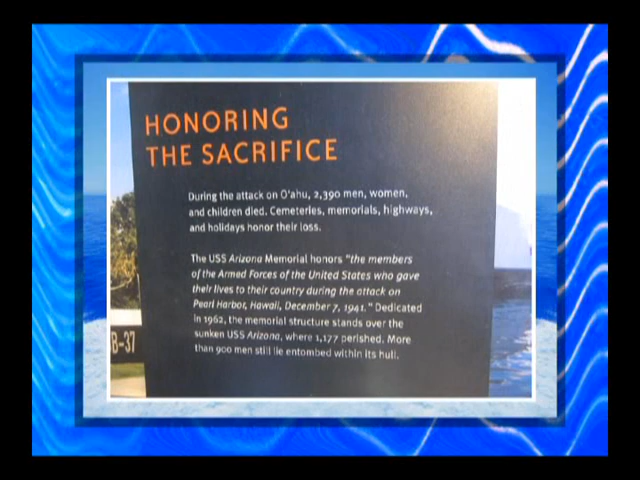 HONORING
THE SACRIFICE
During the attack on O'ahu, 2,390 men, women,
and children died. Cemeteries, memorials, highways,
and holidays honor their loss.
The USS Arizona Memorial honors "the members
of the Armed Forces of the United States who gave
their lives to their country during the attack on
Pearl Harbor, Hawaii, December 7, 1941." Dedicated
in 1962, the memorial structure stands over the
sunken USS Arizona, where 1,177 perished. More
than 900 men still lie entombed within its hull.
B-37